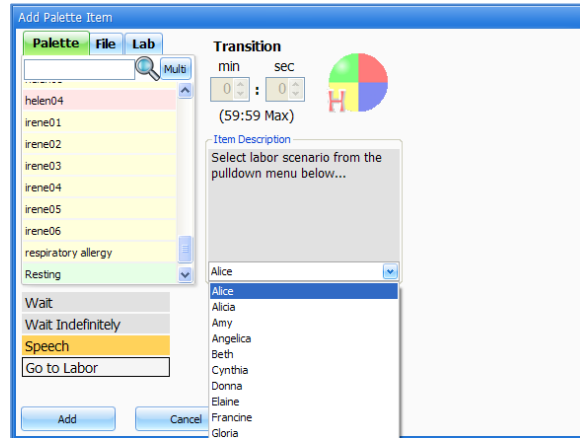 Add Palette Item
Palette File Lab
Multi
helen04
irene01
irene02
irene03
irene04
irene05
irene06
respiratory allergy
Resting
Wait
Wait Indefinitely
Speech
Go to Labor
Add
Cancel
Transition
min sec
0 : 0
(59:59 Max)
H
Item Description
Select labor scenario from the
pulldown menu below...
Alice
Alice
Alicia
Amy
Angelica
Beth
Cynthia
Donna
Elaine
Francine
Gloria